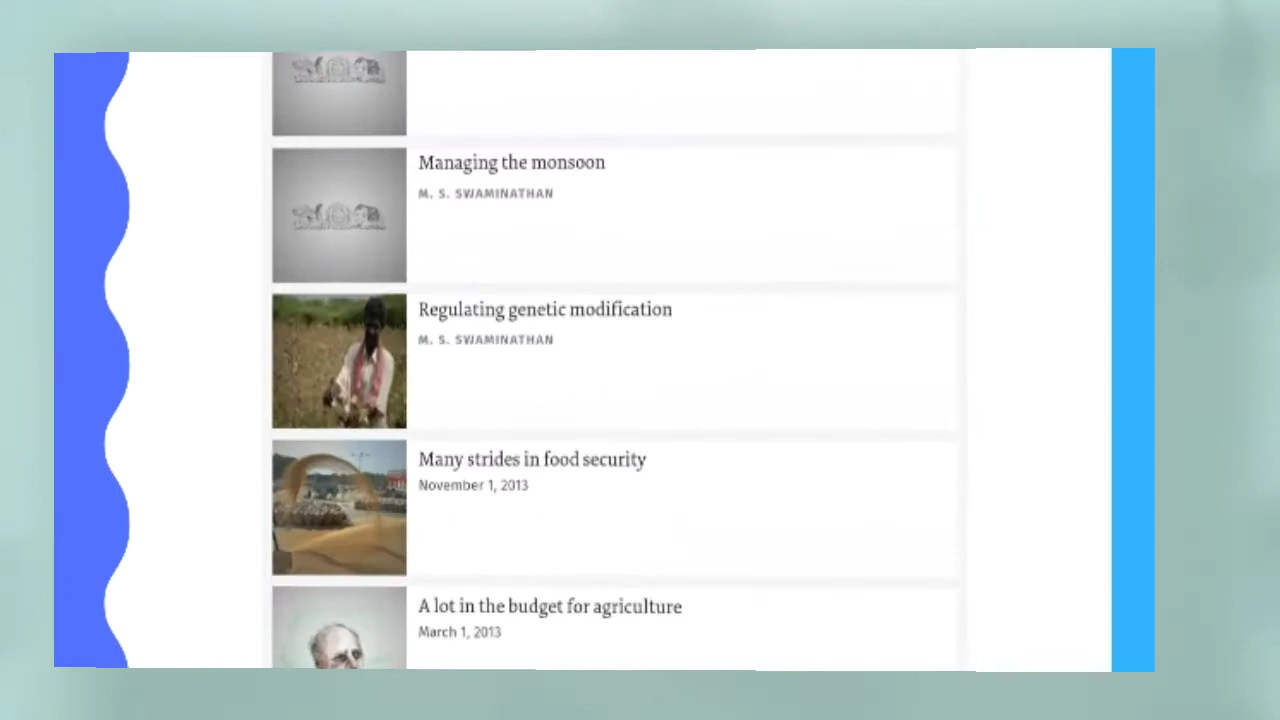 Managing the monsoon
M. S. SWAMINATHAN
Regulating genetic modification
M. S. SWAMINATHAN
Many strides in food security
November 1, 2013
A lot in the budget for agriculture
March 1, 2013